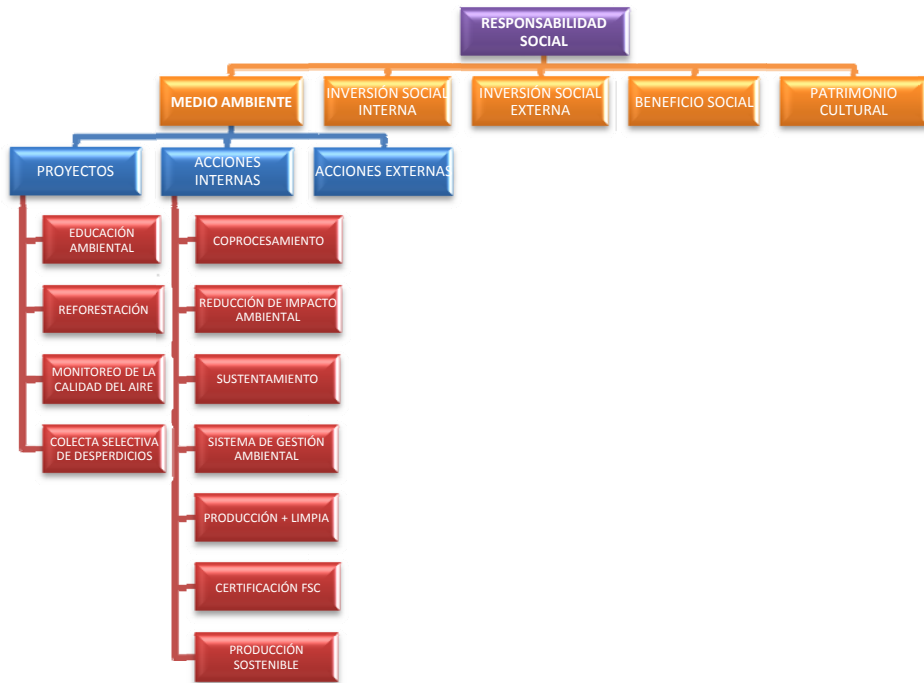 RESPONSABILIDAD
SOCIAL
MEDIO AMBIENTE
INVERSIÓN SOCIAL
INTERNA
INVERSIÓN SOCIAL
EXTERNA
BENEFICIO SOCIAL
PATRIMONIO
CULTURAL
PROYECTOS
ACCIONES
INTERNAS
ACCIONES EXTERNAS
EDUCACIÓN
AMBIENTAL
REFORESTACIÓN
MONITOREO DE LA
CALIDAD DEL AIRE
COLECTA SELECTIVA
DE DESPERDICIOS
COPROCESAMIENTO
REDUCCIÓN DE IMPACTO
AMBIENTAL
SUSTENTAMIENTO
SISTEMA DE GESTIÓN
AMBIENTAL
PRODUCCIÓN + LIMPIA
CERTIFICACIÓN FSC
PRODUCCIÓN
SOSTENIBLE